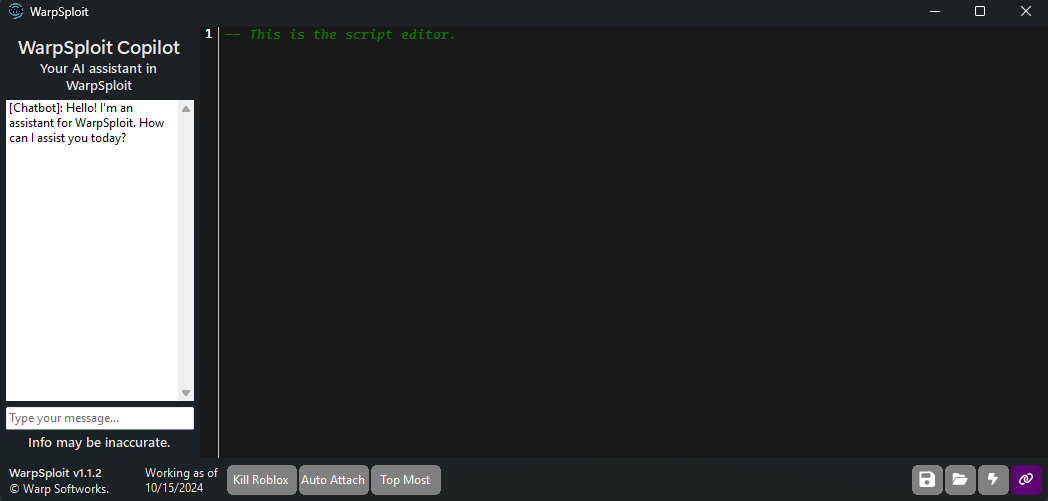 WarpSploit
WarpSploit Copilot
Your AI assistant in
WarpSploit
[Chatbot]: Hello! I'm an
assistant for WarpSploit. How
can I assist you today?
Type your message...
Info may be inaccurate.
1 -- This is the script editor.
WarpSploit v1.1.2
© Warp Softworks.
Working as of
10/15/2024
Kill Roblox
Auto Attach
Top Most